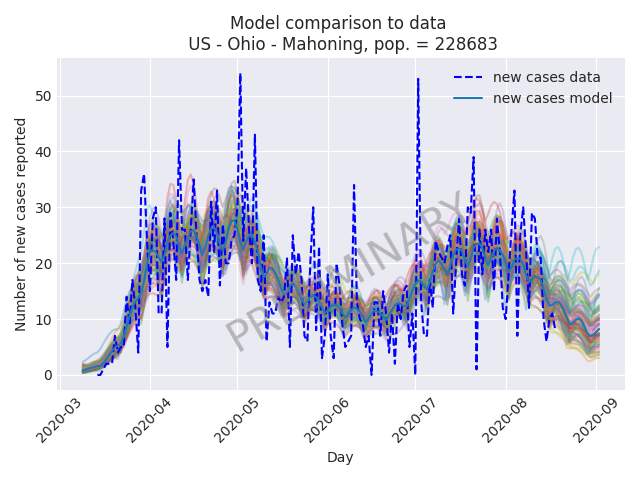 Model comparison to data
US - Ohio - Mahoning, pop. = 228683
new cases data
new cases model
PRELIMINARY
Number of new cases reported
50
40
30
20
10
0
2020-03
2020-04
2020-05
2020-06
2020-07
2020-08
2020-09
Day